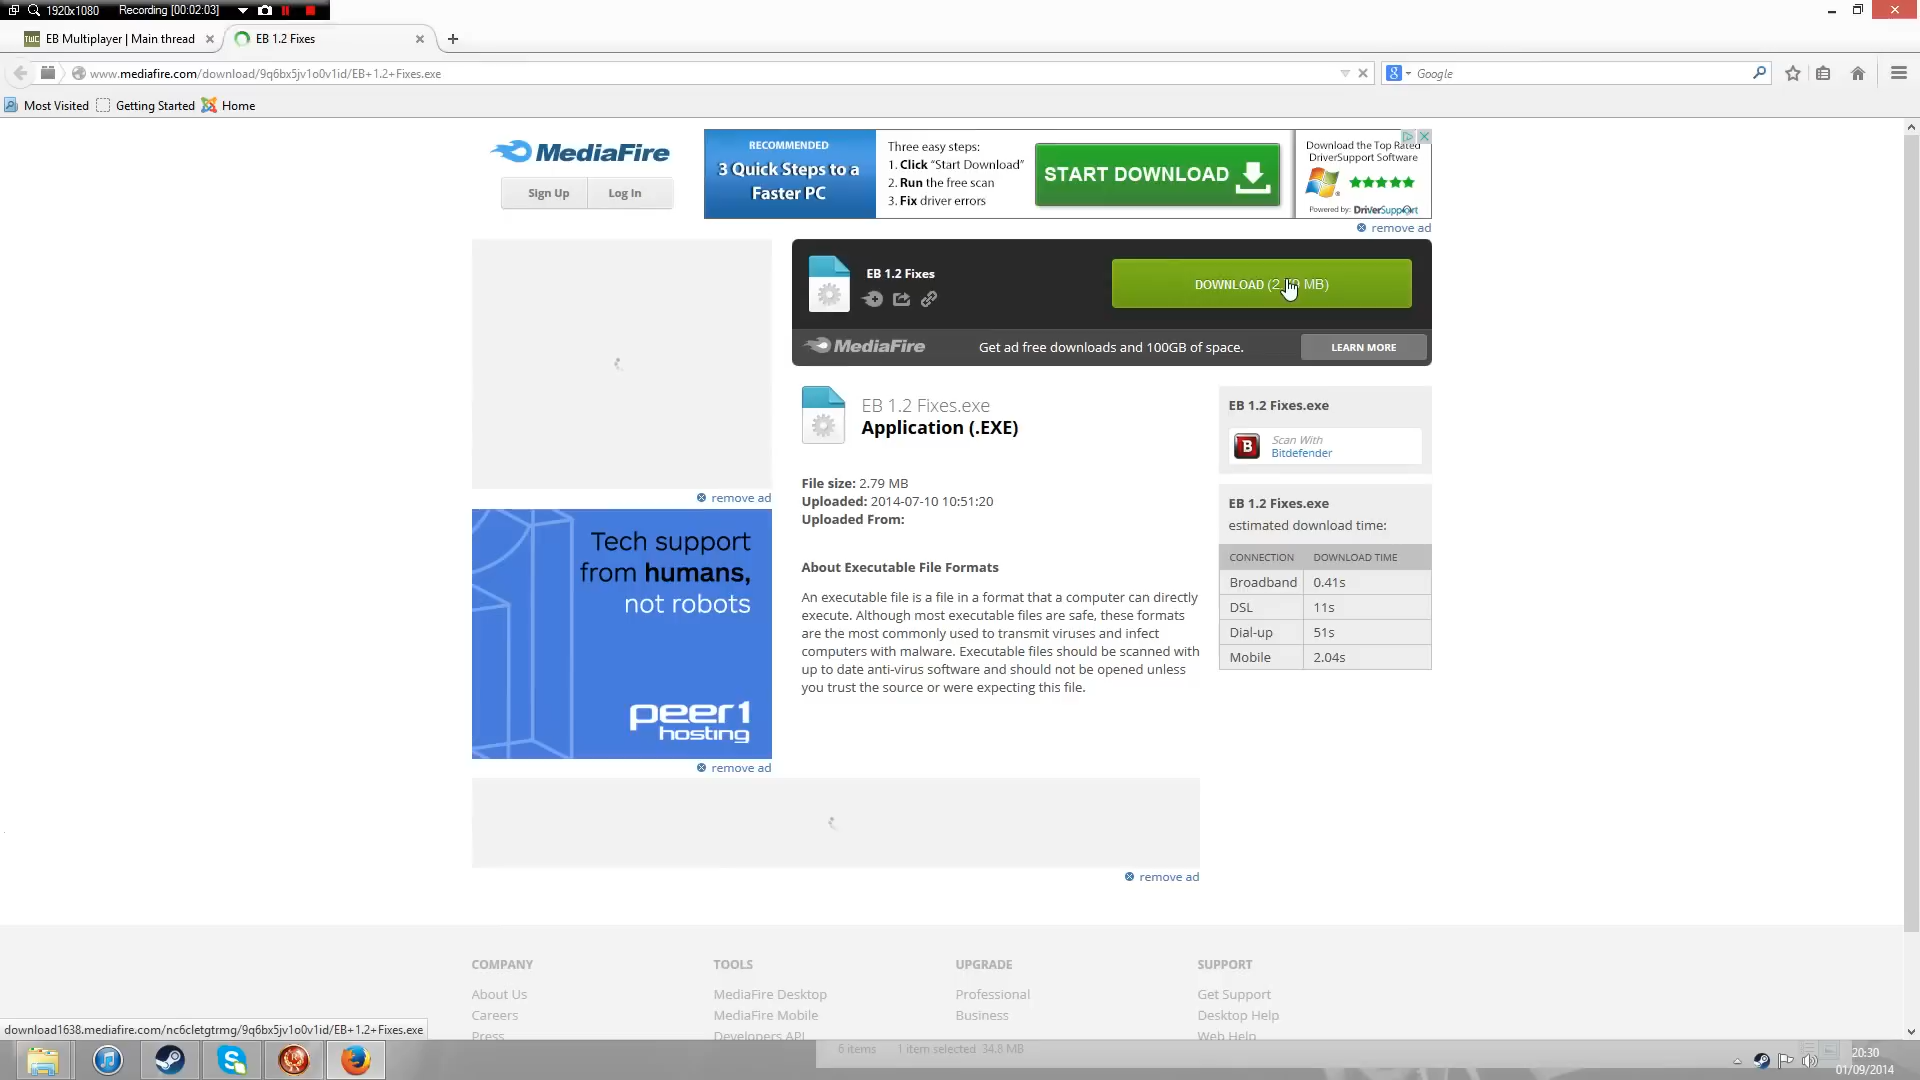 1920x1080 Recording [00:02:03]
EB Multiplayer | Main thread
EB 1.2 Fixes
www.mediafire.com/download/9q6bx5jv1o0v1id/EB+1.2+Fixes.exe
Google
Most Visited Getting Started Home
MediaFire
Sign Up Log In
RECOMMENDED
3 Quick Steps to a
Faster PC
Three easy steps:
1. Click "Start Download"
2. Run the free scan
3. Fix driver errors
START DOWNLOAD
Download the Top Rated
DriverSupport Software
Powered by: DriverSupport
remove ad
EB 1.2 Fixes
DOWNLOAD (2.79 MB)
MediaFire
Get ad free downloads and 100GB of space.
LEARN MORE
EB 1.2 Fixes.exe
Application (.EXE)
File size: 2.79 MB
Uploaded: 2014-07-10 10:51:20
Uploaded From:
About Executable File Formats
An executable file is a file in a format that a computer can directly
execute. Although most executable files are safe, these formats
are the most commonly used to transmit viruses and infect
computers with malware. Executable files should be scanned with
up to date anti-virus software and should not be opened unless
you trust the source or were expecting this file.
EB 1.2 Fixes.exe
B
Scan With
Bitdefender
EB 1.2 Fixes.exe
estimated download time:
CONNECTION DOWNLOAD TIME
Broadband 0.41s
DSL 11s
Dial-up 51s
Mobile 2.04s
remove ad
Tech support
from humans,
not robots
peer1
hosting
remove ad
remove ad
COMPANY
About Us
Careers
Press
TOOLS
MediaFire Desktop
MediaFire Mobile
Developers API
UPGRADE
Professional
Business
SUPPORT
Get Support
Desktop Help
Web Help
download1638.mediafire.com/nc6cletgtrmg/9q6bx5jv1o0v1id/EB+1.2+Fixes.exe
6 items 1 item selected 34,8 MB
20:30
01/09/2014